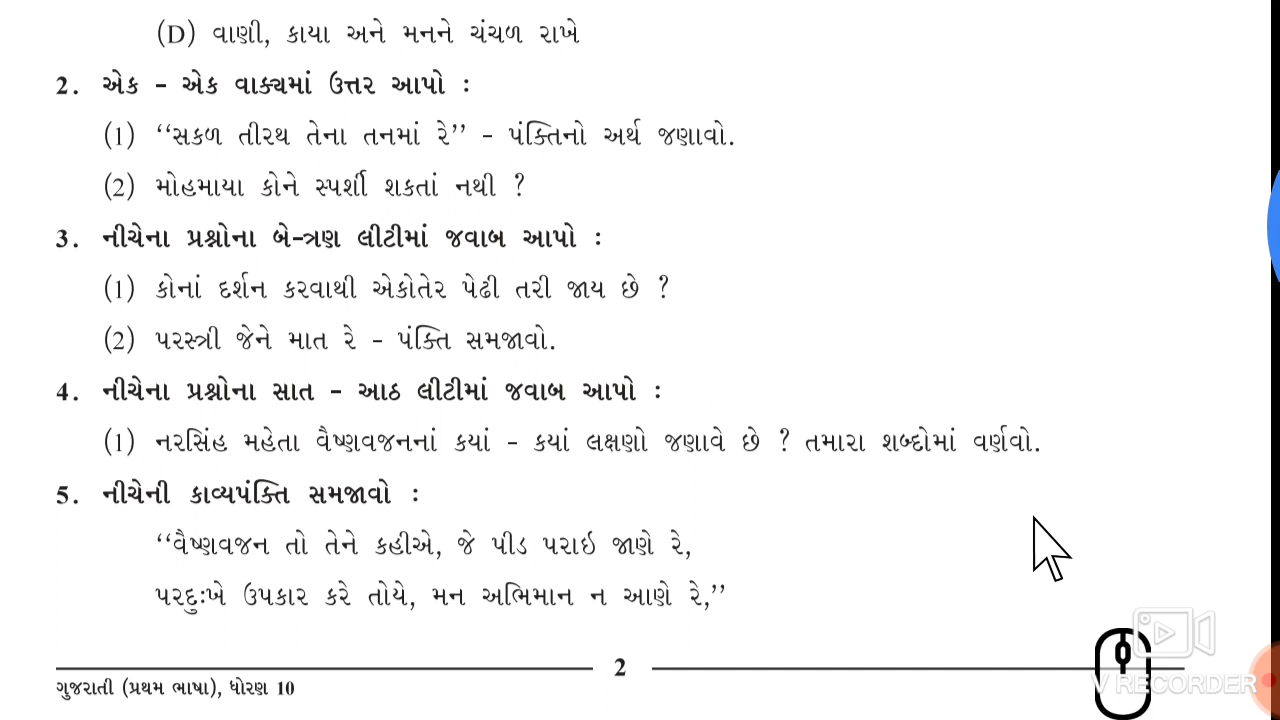 (D) વાણી, કાયા અને મનને ચંચળ રાખે
2. એક - એક વાક્યમાં ઉત્તર આપો :
(1) ‘‘સકળ તીરથ તેના તનમાં રે’’ - પંક્તિનો અર્થ જણાવો.
(2) મોહમાયા કોને સ્પર્શી શકતાં નથી ?
3. નીચેના પ્રશ્નોના બે-ત્રણ લીટીમાં જવાબ આપો :
(1) કોનાં દર્શન કરવાથી એકોતેર પેઢી તરી જાય છે ?
(2) પરસ્ત્રી જેને માત રે - પંક્તિ સમજાવો.
4. નીચેના પ્રશ્નોના સાત - આઠ લીટીમાં જવાબ આપો :
(1) નરસિંહ મહેતા વૈષ્ણવજનનાં કયાં - કયાં લક્ષણો જણાવે છે ? તમારા શબ્દોમાં વર્ણવો.
5. નીચેની કાવ્યપંક્તિ સમજાવો :
‘‘વૈષ્ણવજન તો તેને કહીએ, જે પીડ પરાઇ જાણે રે,
પરદુઃખે ઉપકાર કરે તોયે, મન અભિમાન ન આણે રે,’’
2
ગુજરાતી (પ્રથમ ભાષા), ધોરણ 10
V RECORDER